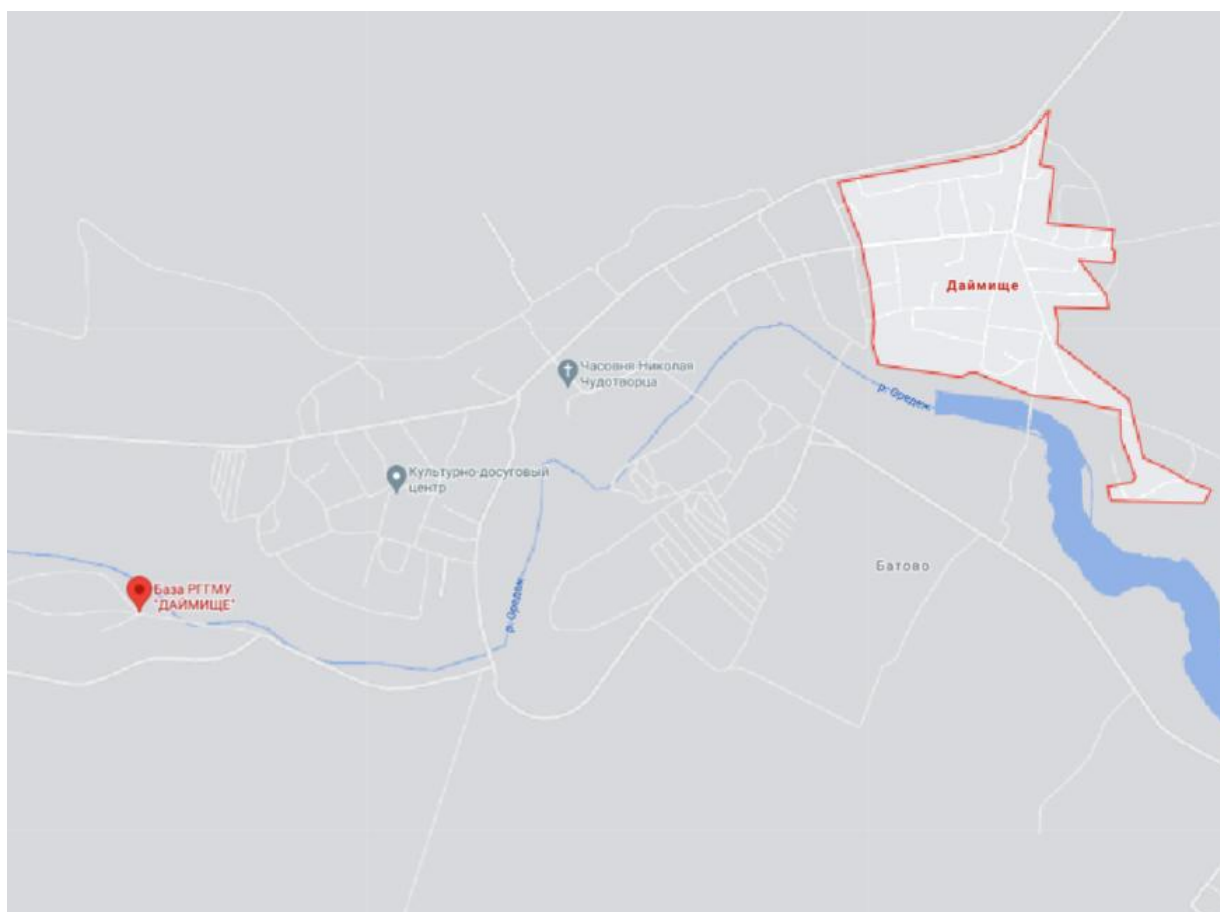 Даймище
Часовня Николая
Чудотворца
р. Оредеж
Культурно-досуговый
центр
Батово
База РГГМУ
"ДАЙМИЩЕ"
р. Оредеж